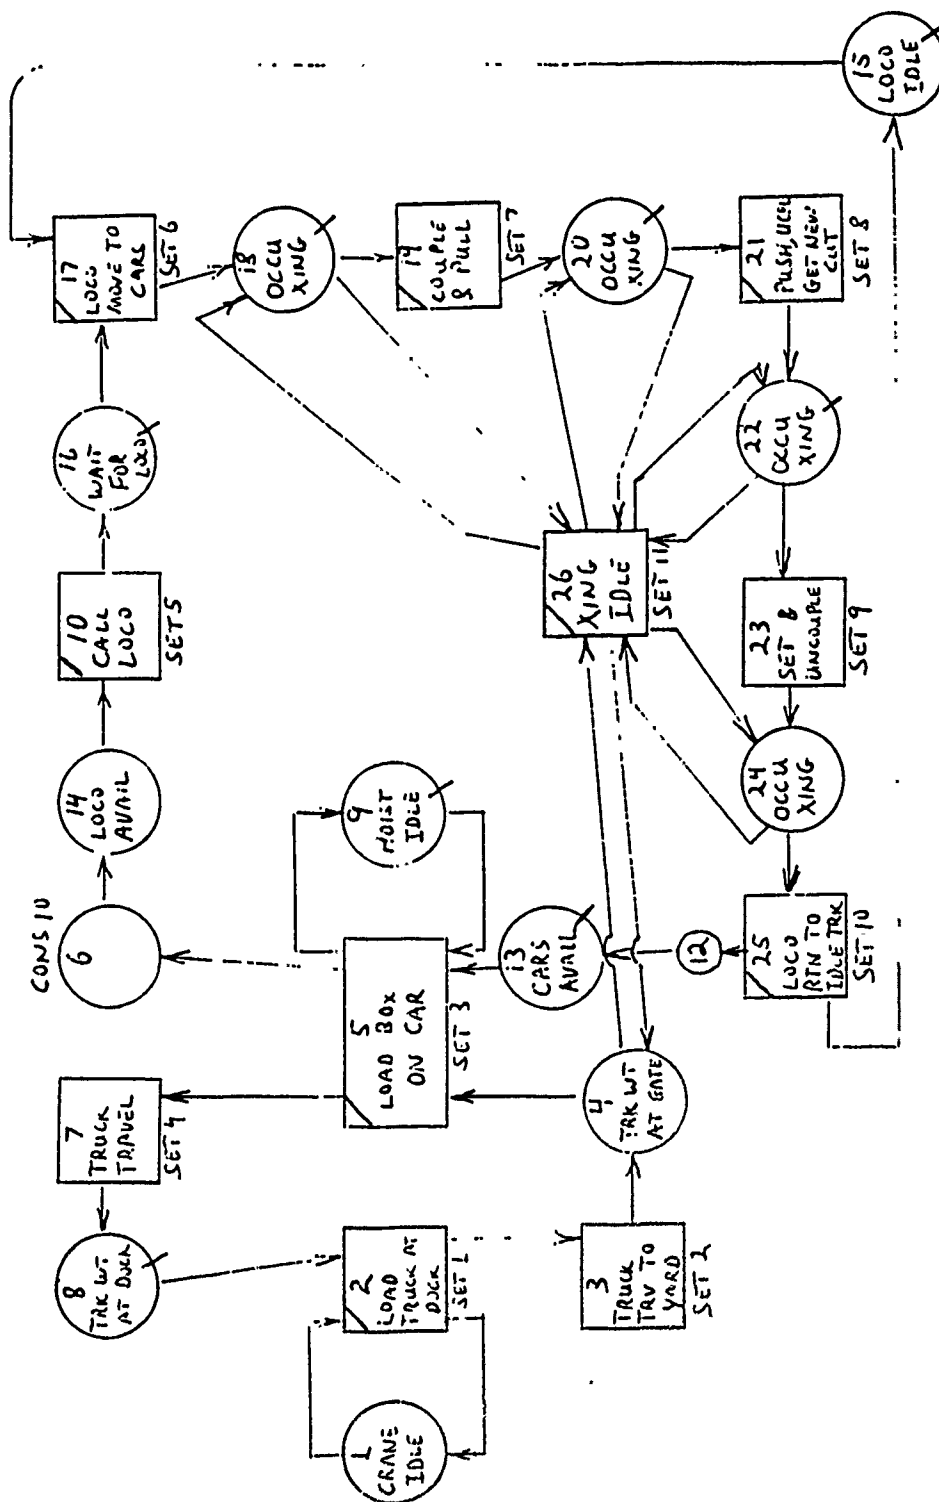 1
CRANE
IDLE
2
LOAD
TRUCK AT
DOCK
SET 1
3
TRUCK
TRV TO
YARD
SET 2
8
TRK WT
AT DOCK
7
TRUCK
TRAVEL
SET 4
4
TRK WT
AT GATE
5
LOAD BOX
ON CAR
SET 3
CONS 10
6
9
HOIST
IDLE
13
CARS
AVAIL
12
14
LOCO
AVAIL
10
CALL
LOCO
SET 5
16
WAIT
FOR
LOCO
17
LOCO
MOVE TO
CARS
SET 6
18
OCCU
XING
19
COUPLE
& PULL
SET 7
20
OCCU
XING
21
PUSH, UCPL
GET NEW
CUT
SET 8
22
OCCU
XING
23
SET &
UNCOUPLE
SET 9
24
OCCU
XING
25
LOCO
RTN TO
IDLE TRK
SET 10
26
XING
IDLE
SET 11
15
LOCO
IDLE